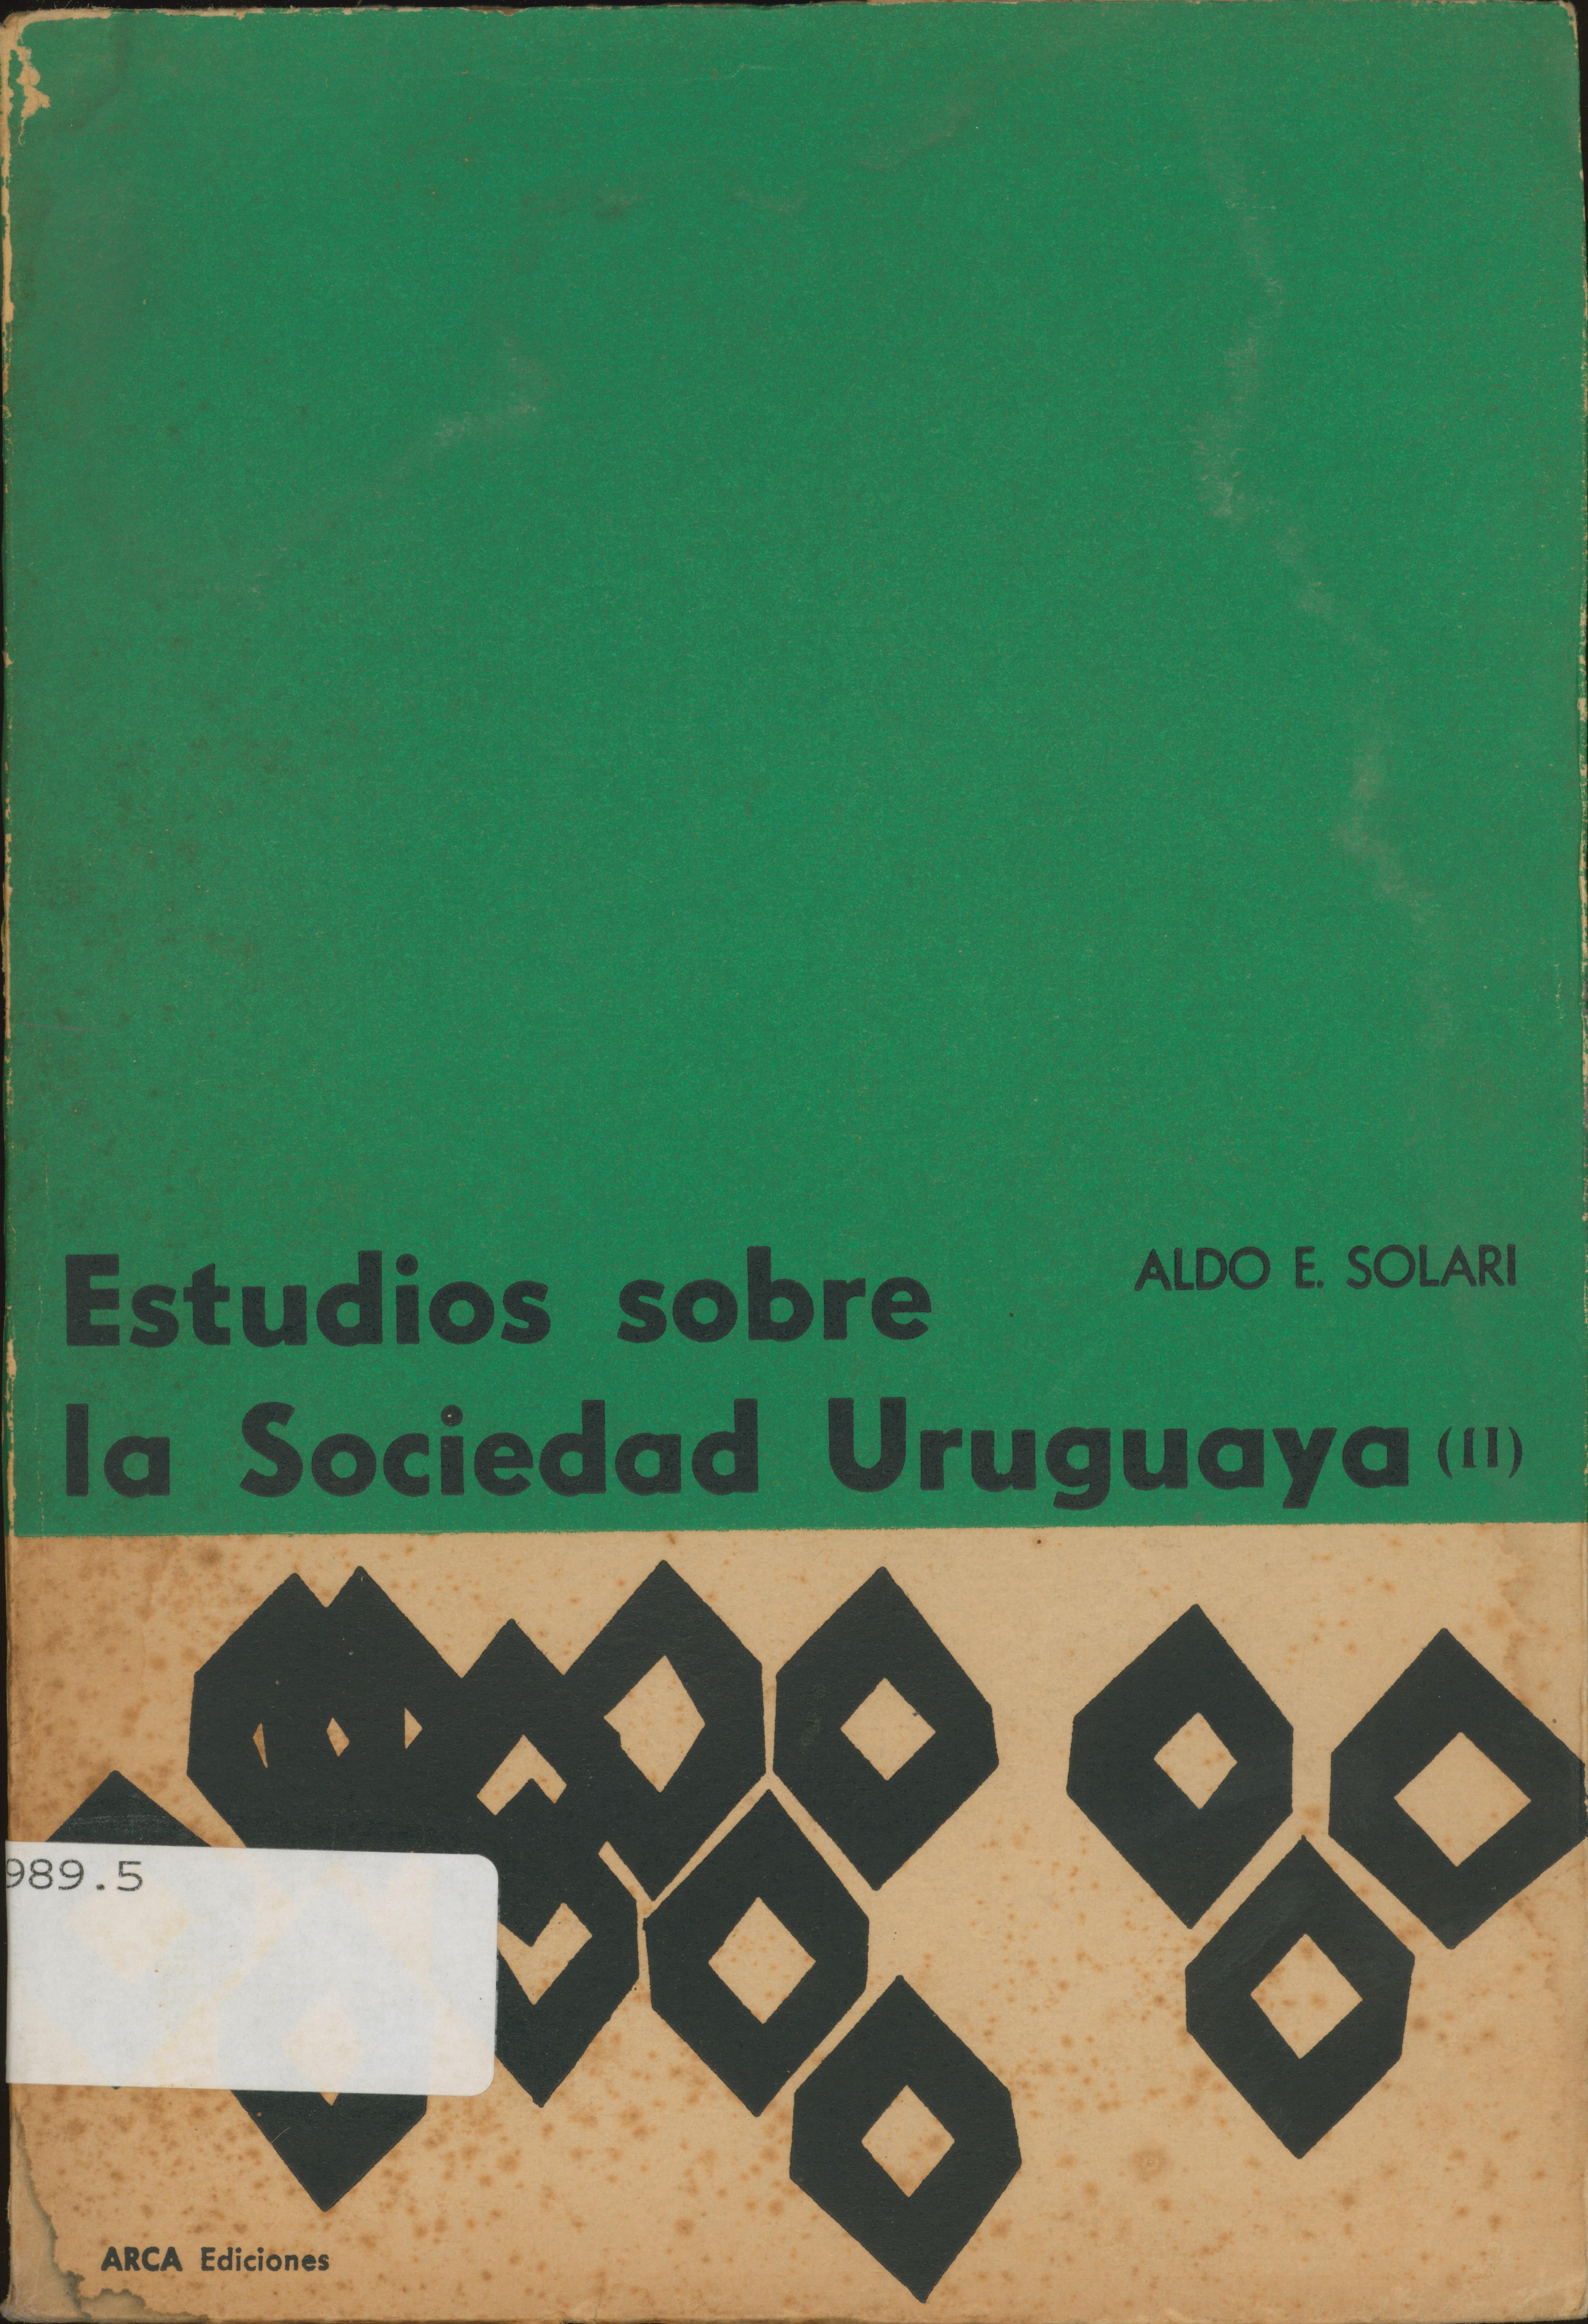 Estudios sobre
ALDO E. SOLARI
la Sociedad Uruguaya (II)
989.5
ARCA Ediciones